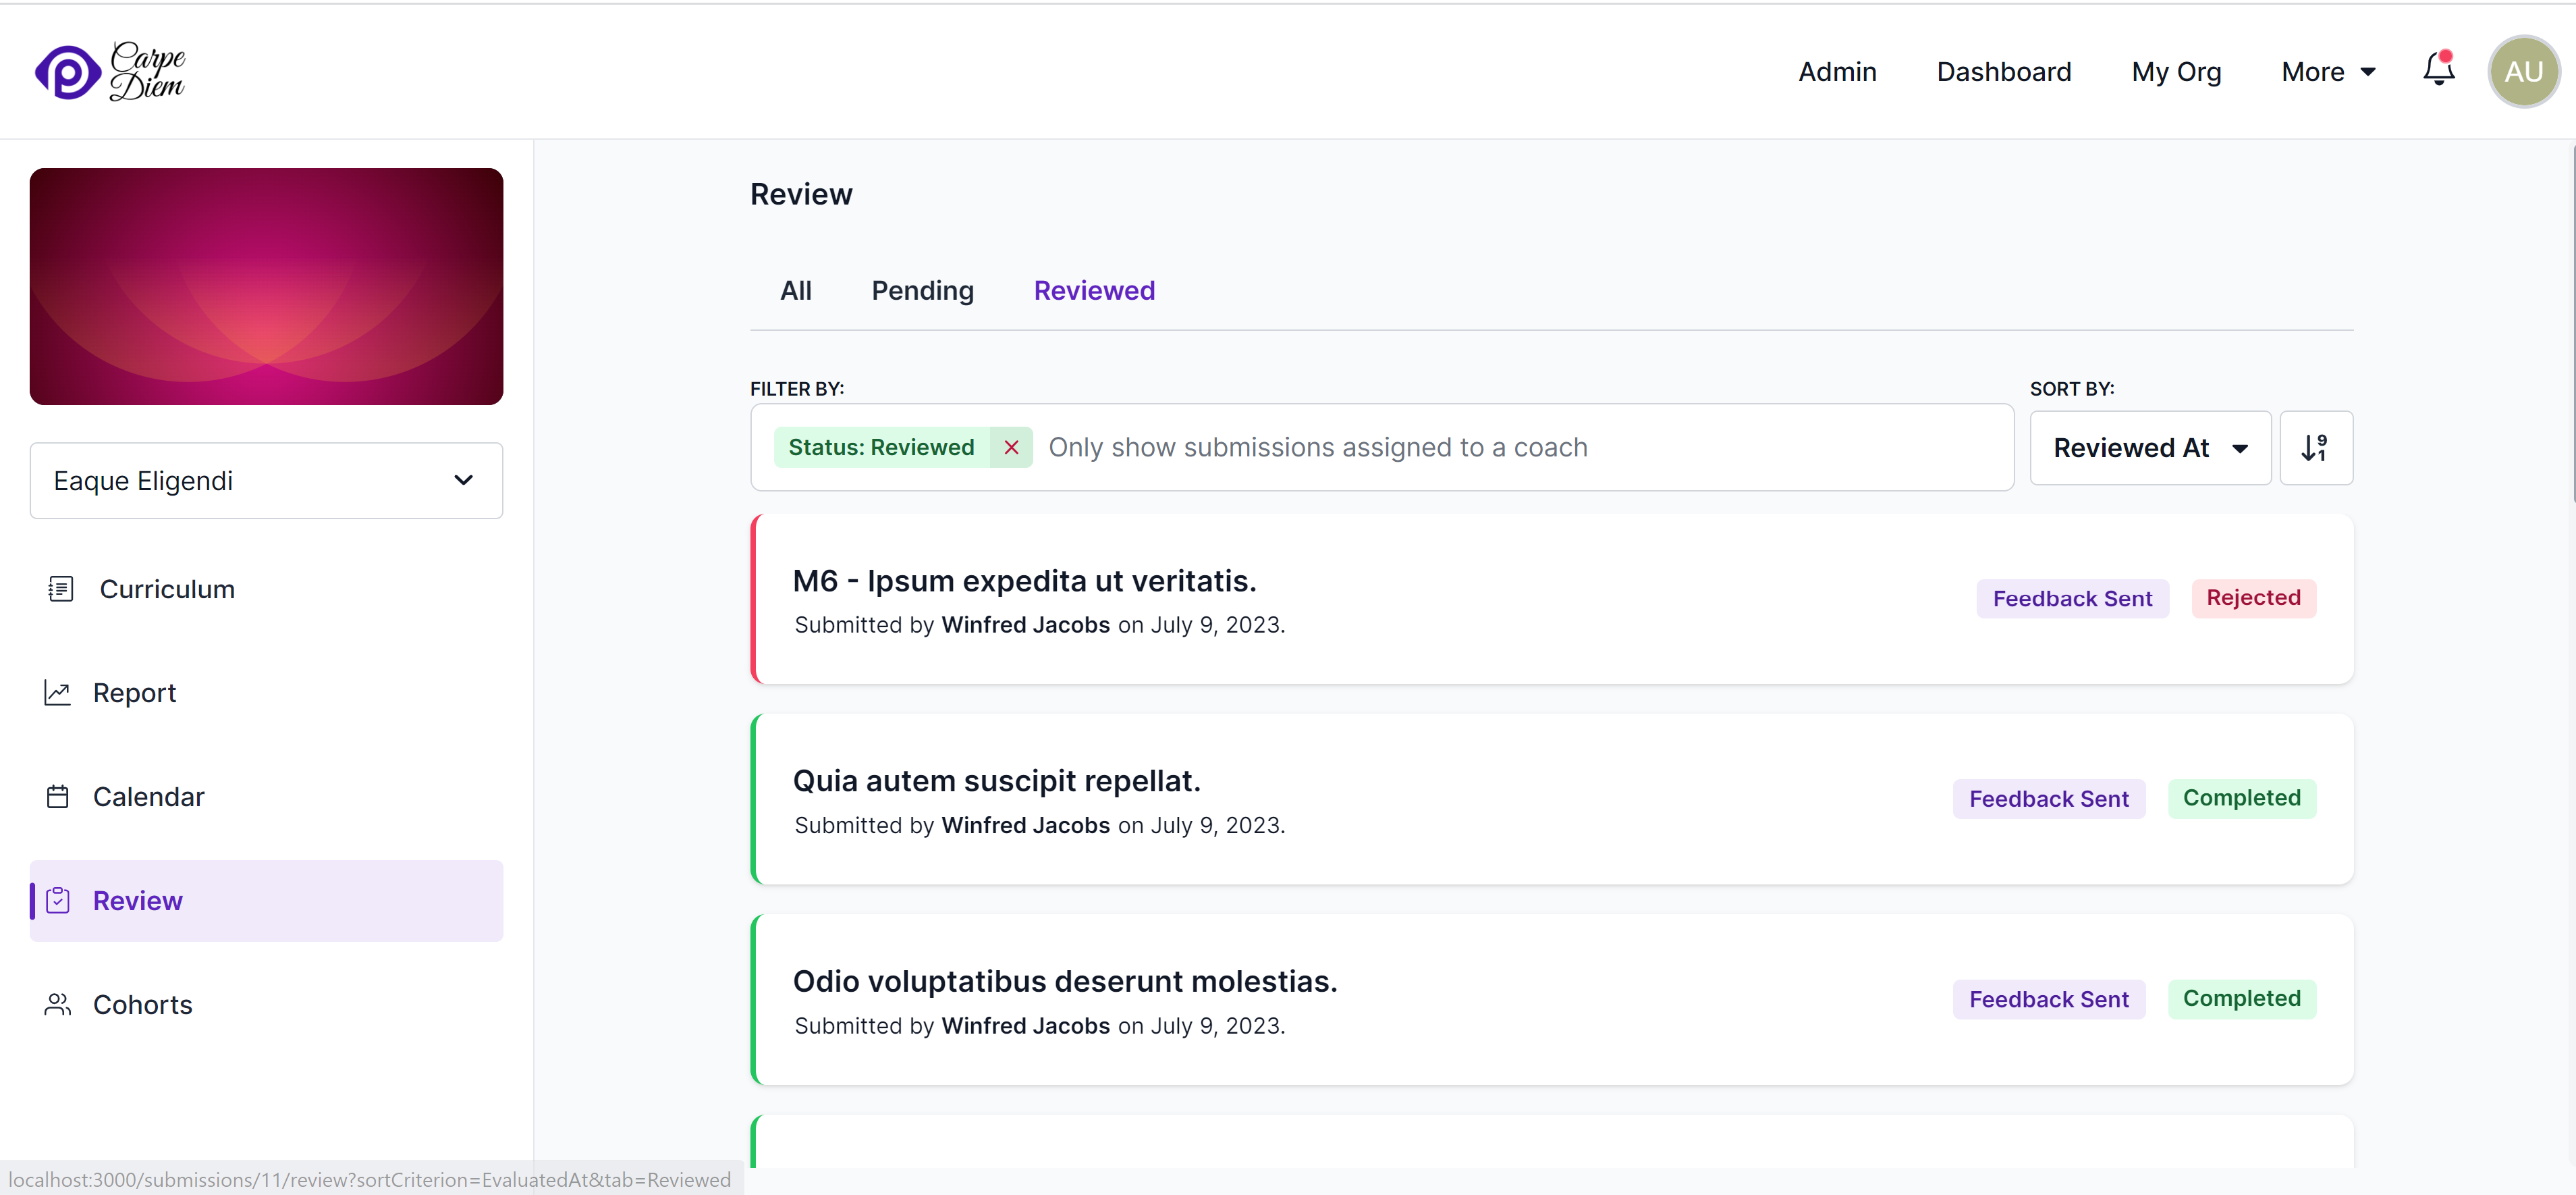 Carpe
Diem
Admin
Dashboard
My Org
More
AU
Eaque Eligendi
Curriculum
Report
Calendar
Review
Cohorts
Review
All
Pending
Reviewed
FILTER BY:
Status: Reviewed
Only show submissions assigned to a coach
SORT BY:
Reviewed At
9
1
M6 - Ipsum expedita ut veritatis.
Submitted by Winfred Jacobs on July 9, 2023.
Feedback Sent
Rejected
Quia autem suscipit repellat.
Submitted by Winfred Jacobs on July 9, 2023.
Feedback Sent
Completed
Odio voluptatibus deserunt molestias.
Submitted by Winfred Jacobs on July 9, 2023.
Feedback Sent
Completed
localhost:3000/submissions/11/review?sortCriterion=EvaluatedAt&tab=Reviewed